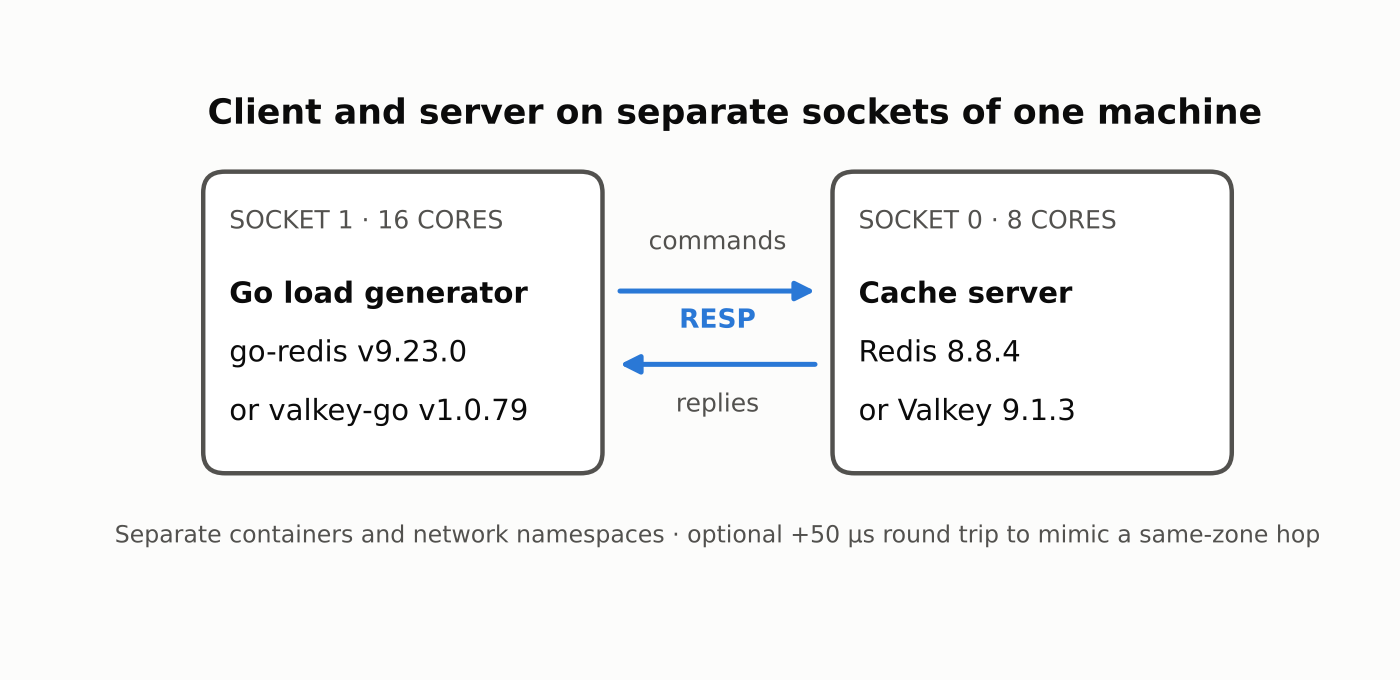 Client and server on separate sockets of one machine
SOCKET 1 · 16 CORES
Go load generator
go-redis v9.23.0
or valkey-go v1.0.79
commands
RESP
replies
SOCKET 0 · 8 CORES
Cache server
Redis 8.8.4
or Valkey 9.1.3
Separate containers and network namespaces · optional +50 µs round trip to mimic a same-zone hop